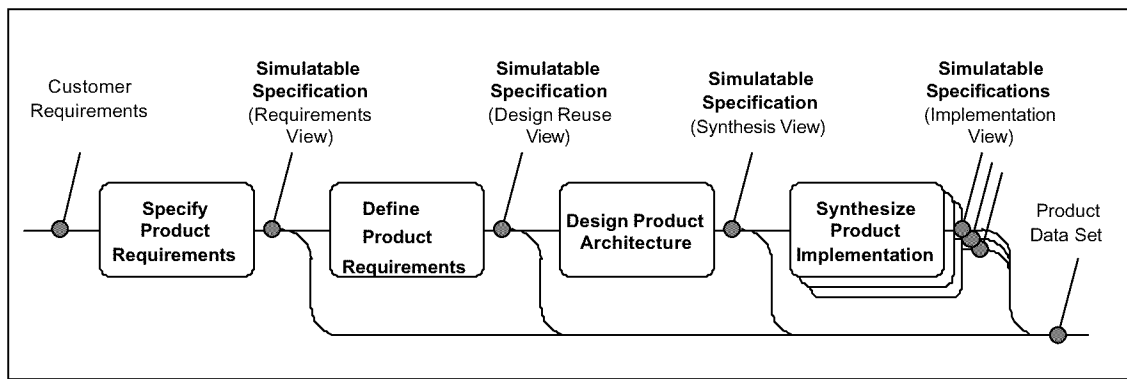 Customer
Requirements
Simulatable
Specification
(Requirements
View)
Simulatable
Specification
(Design Reuse
View)
Simulatable
Specification
(Synthesis View)
Simulatable
Specifications
(Implementation
View)
Specify
Product
Requirements
Define
Product
Requirements
Design Product
Architecture
Synthesize
Product
Implementation
Product
Data Set